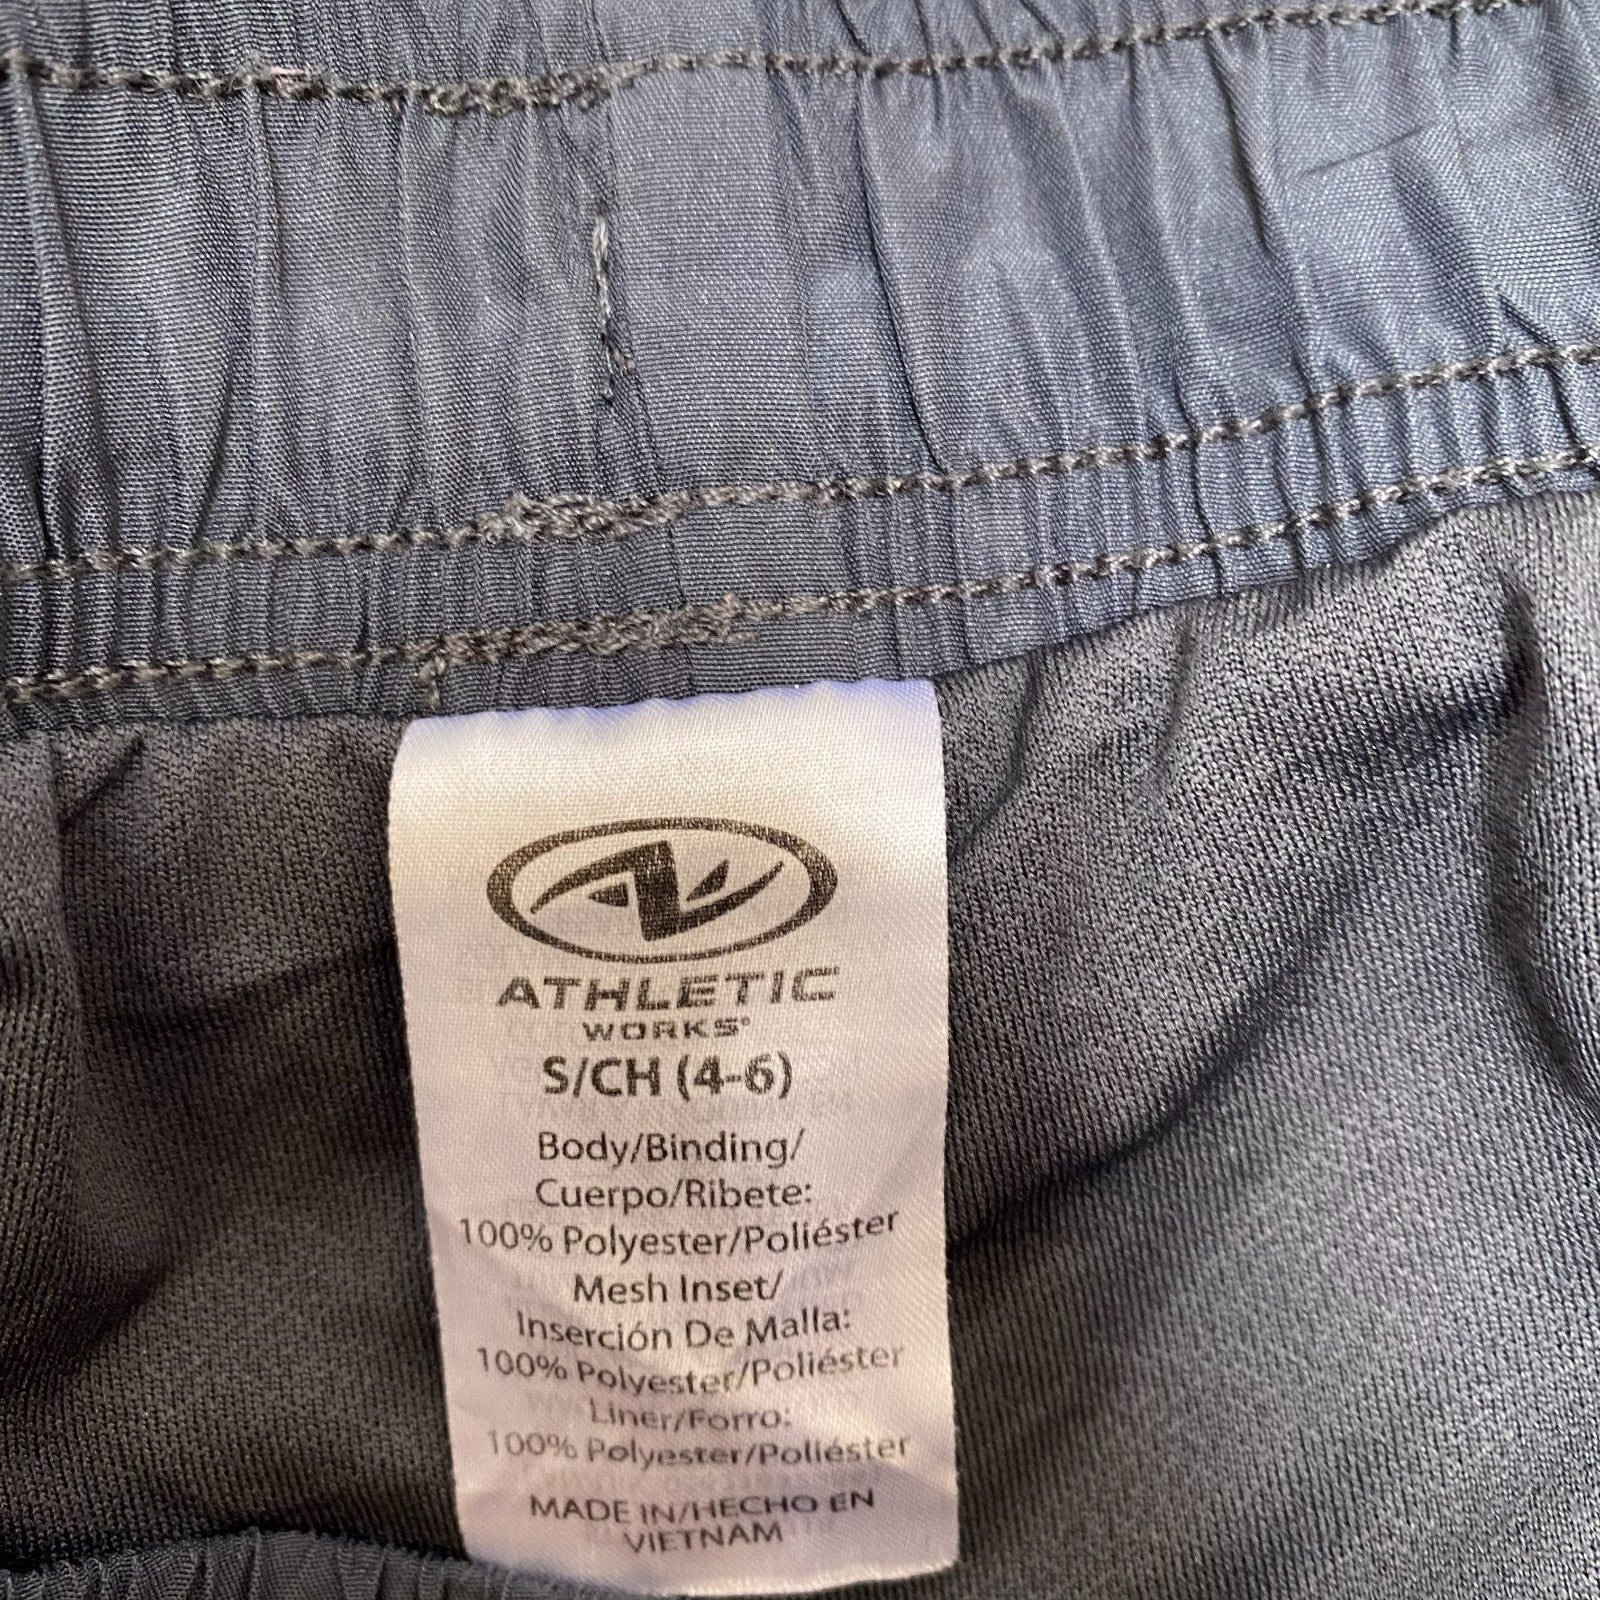 ATHLETIC
WORKS®
S/CH (4-6)
Body/Binding/
Cuerpo/Ribete:
100% Polyester/Poliéster
Mesh Inset/
Inserción De Malla:
100% Polyester/Poliéster
Liner/Forro:
100% Polyester/Poliéster
MADE IN/HECHO EN
VIETNAM